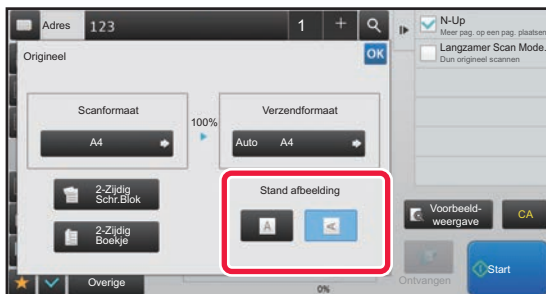 Adres 123 1 +
N-Up
Meer pag. op een pag. plaatsen
Origineel OK
Langzamer Scan Mode.
Dun origineel scannen
Scanformaat 100% Verzendformaat
A4 Auto A4
2-Zijdig
Schr.Blok
Stand afbeelding
A A
2-Zijdig
Boekje
Voorbeeld-
weergave
CA
Overige
0%
Ontvangen
Start